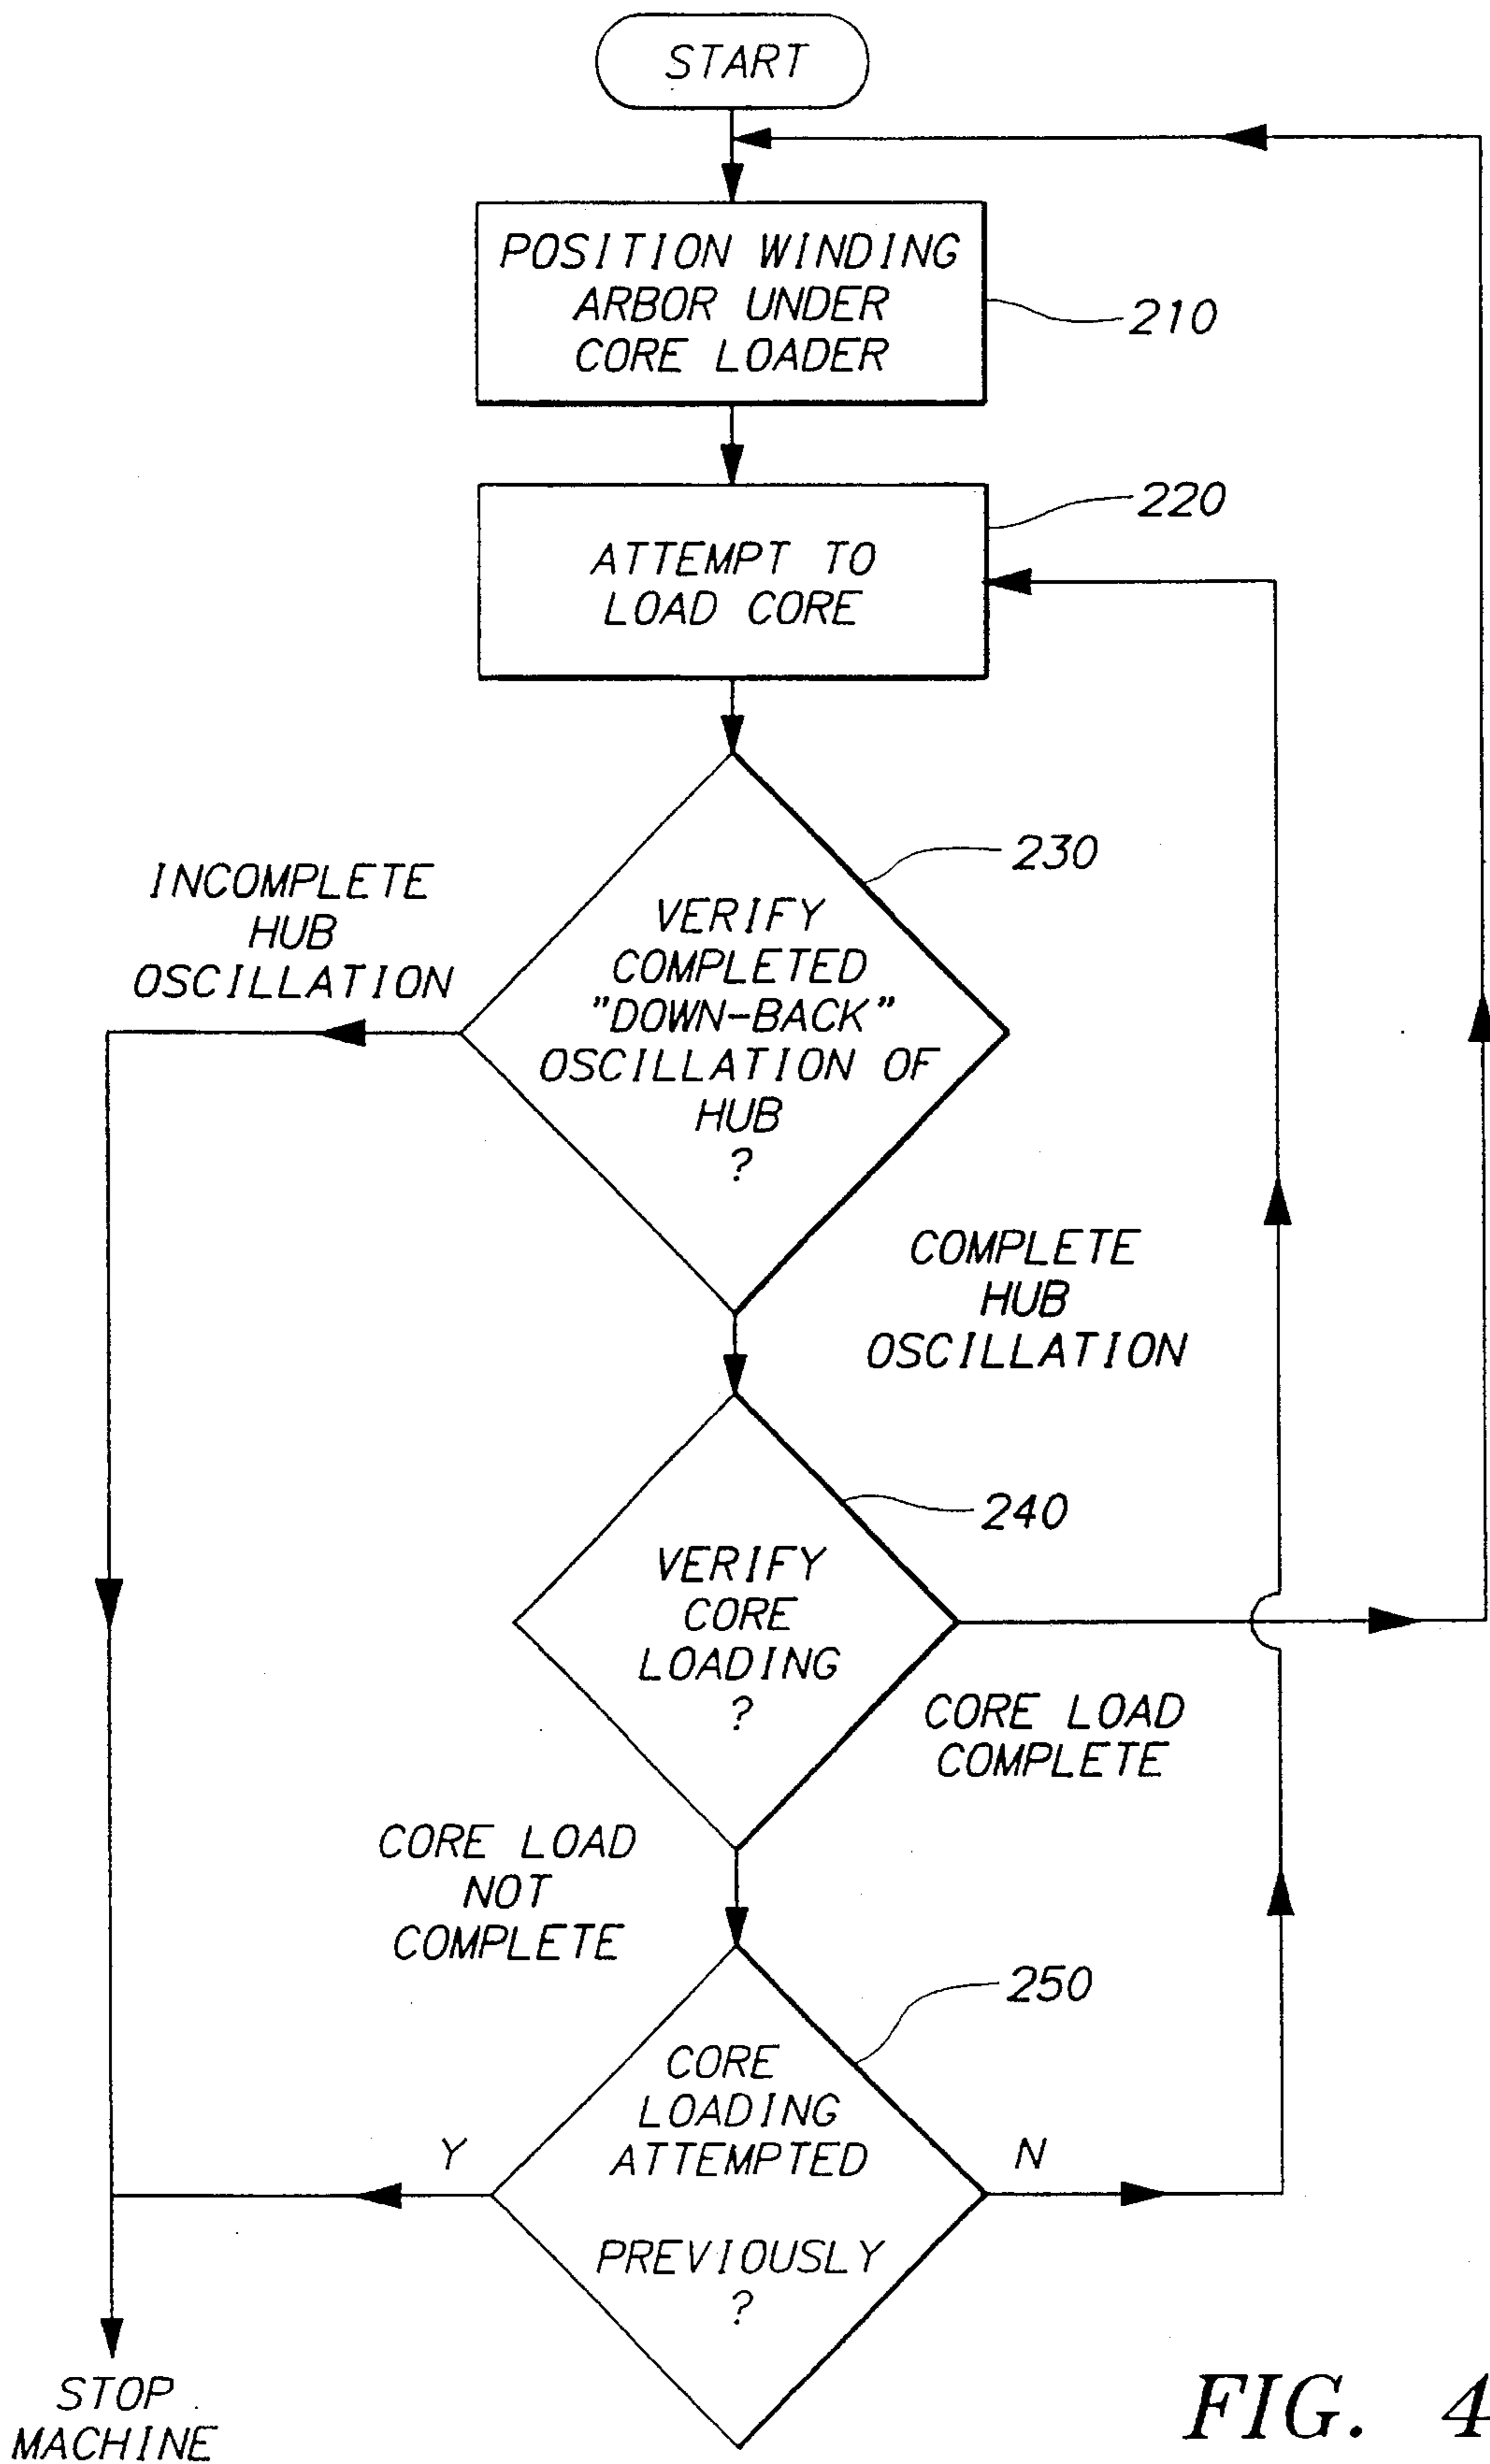 START
POSITION WINDING
ARBOR UNDER
CORE LOADER
210
220
ATTEMPT TO
LOAD CORE
230
INCOMPLETE
HUB
OSCILLATION
VERIFY
COMPLETED
"DOWN-BACK"
OSCILLATION OF
HUB
?
COMPLETE
HUB
OSCILLATION
240
VERIFY
CORE
LOADING
?
CORE LOAD
COMPLETE
CORE LOAD
NOT
COMPLETE
250
CORE
LOADING
ATTEMPTED
PREVIOUSLY
?
Y
N
STOP
MACHINE
FIG. 4